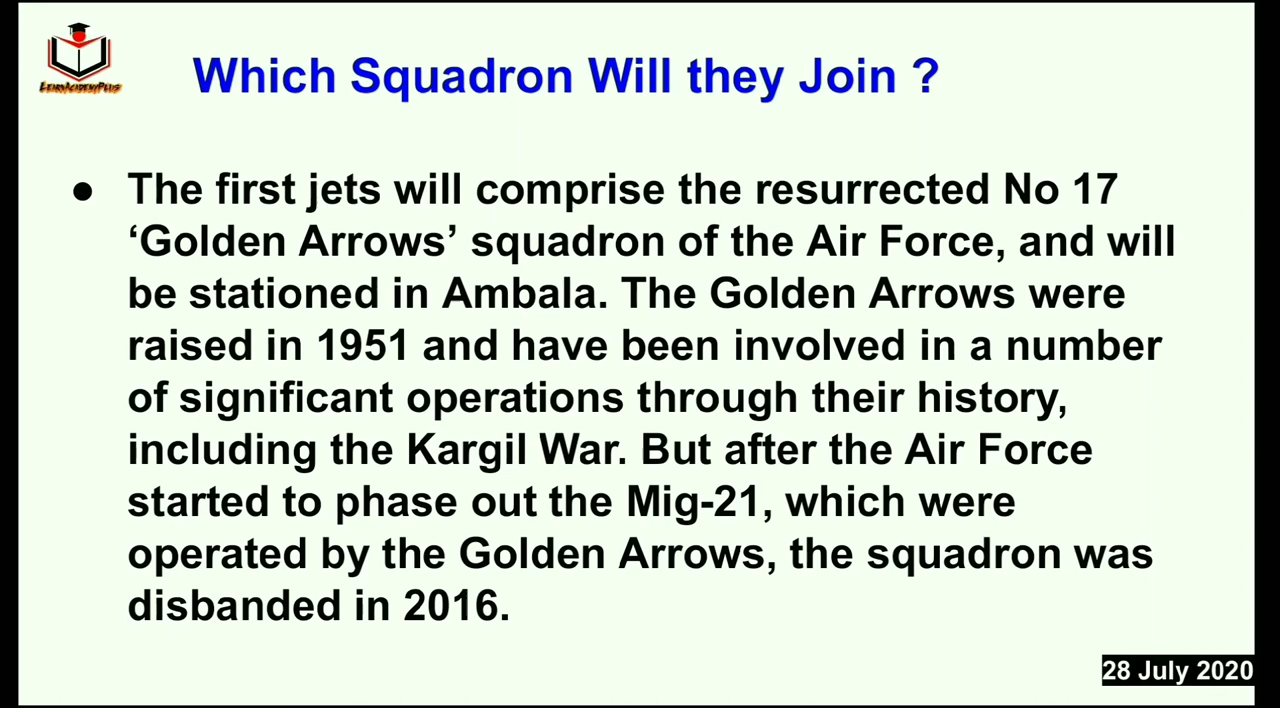 LearnAcademyPlus
Which Squadron Will they Join ?
● The first jets will comprise the resurrected No 17
‘Golden Arrows’ squadron of the Air Force, and will
be stationed in Ambala. The Golden Arrows were
raised in 1951 and have been involved in a number
of significant operations through their history,
including the Kargil War. But after the Air Force
started to phase out the Mig-21, which were
operated by the Golden Arrows, the squadron was
disbanded in 2016.
28 July 2020